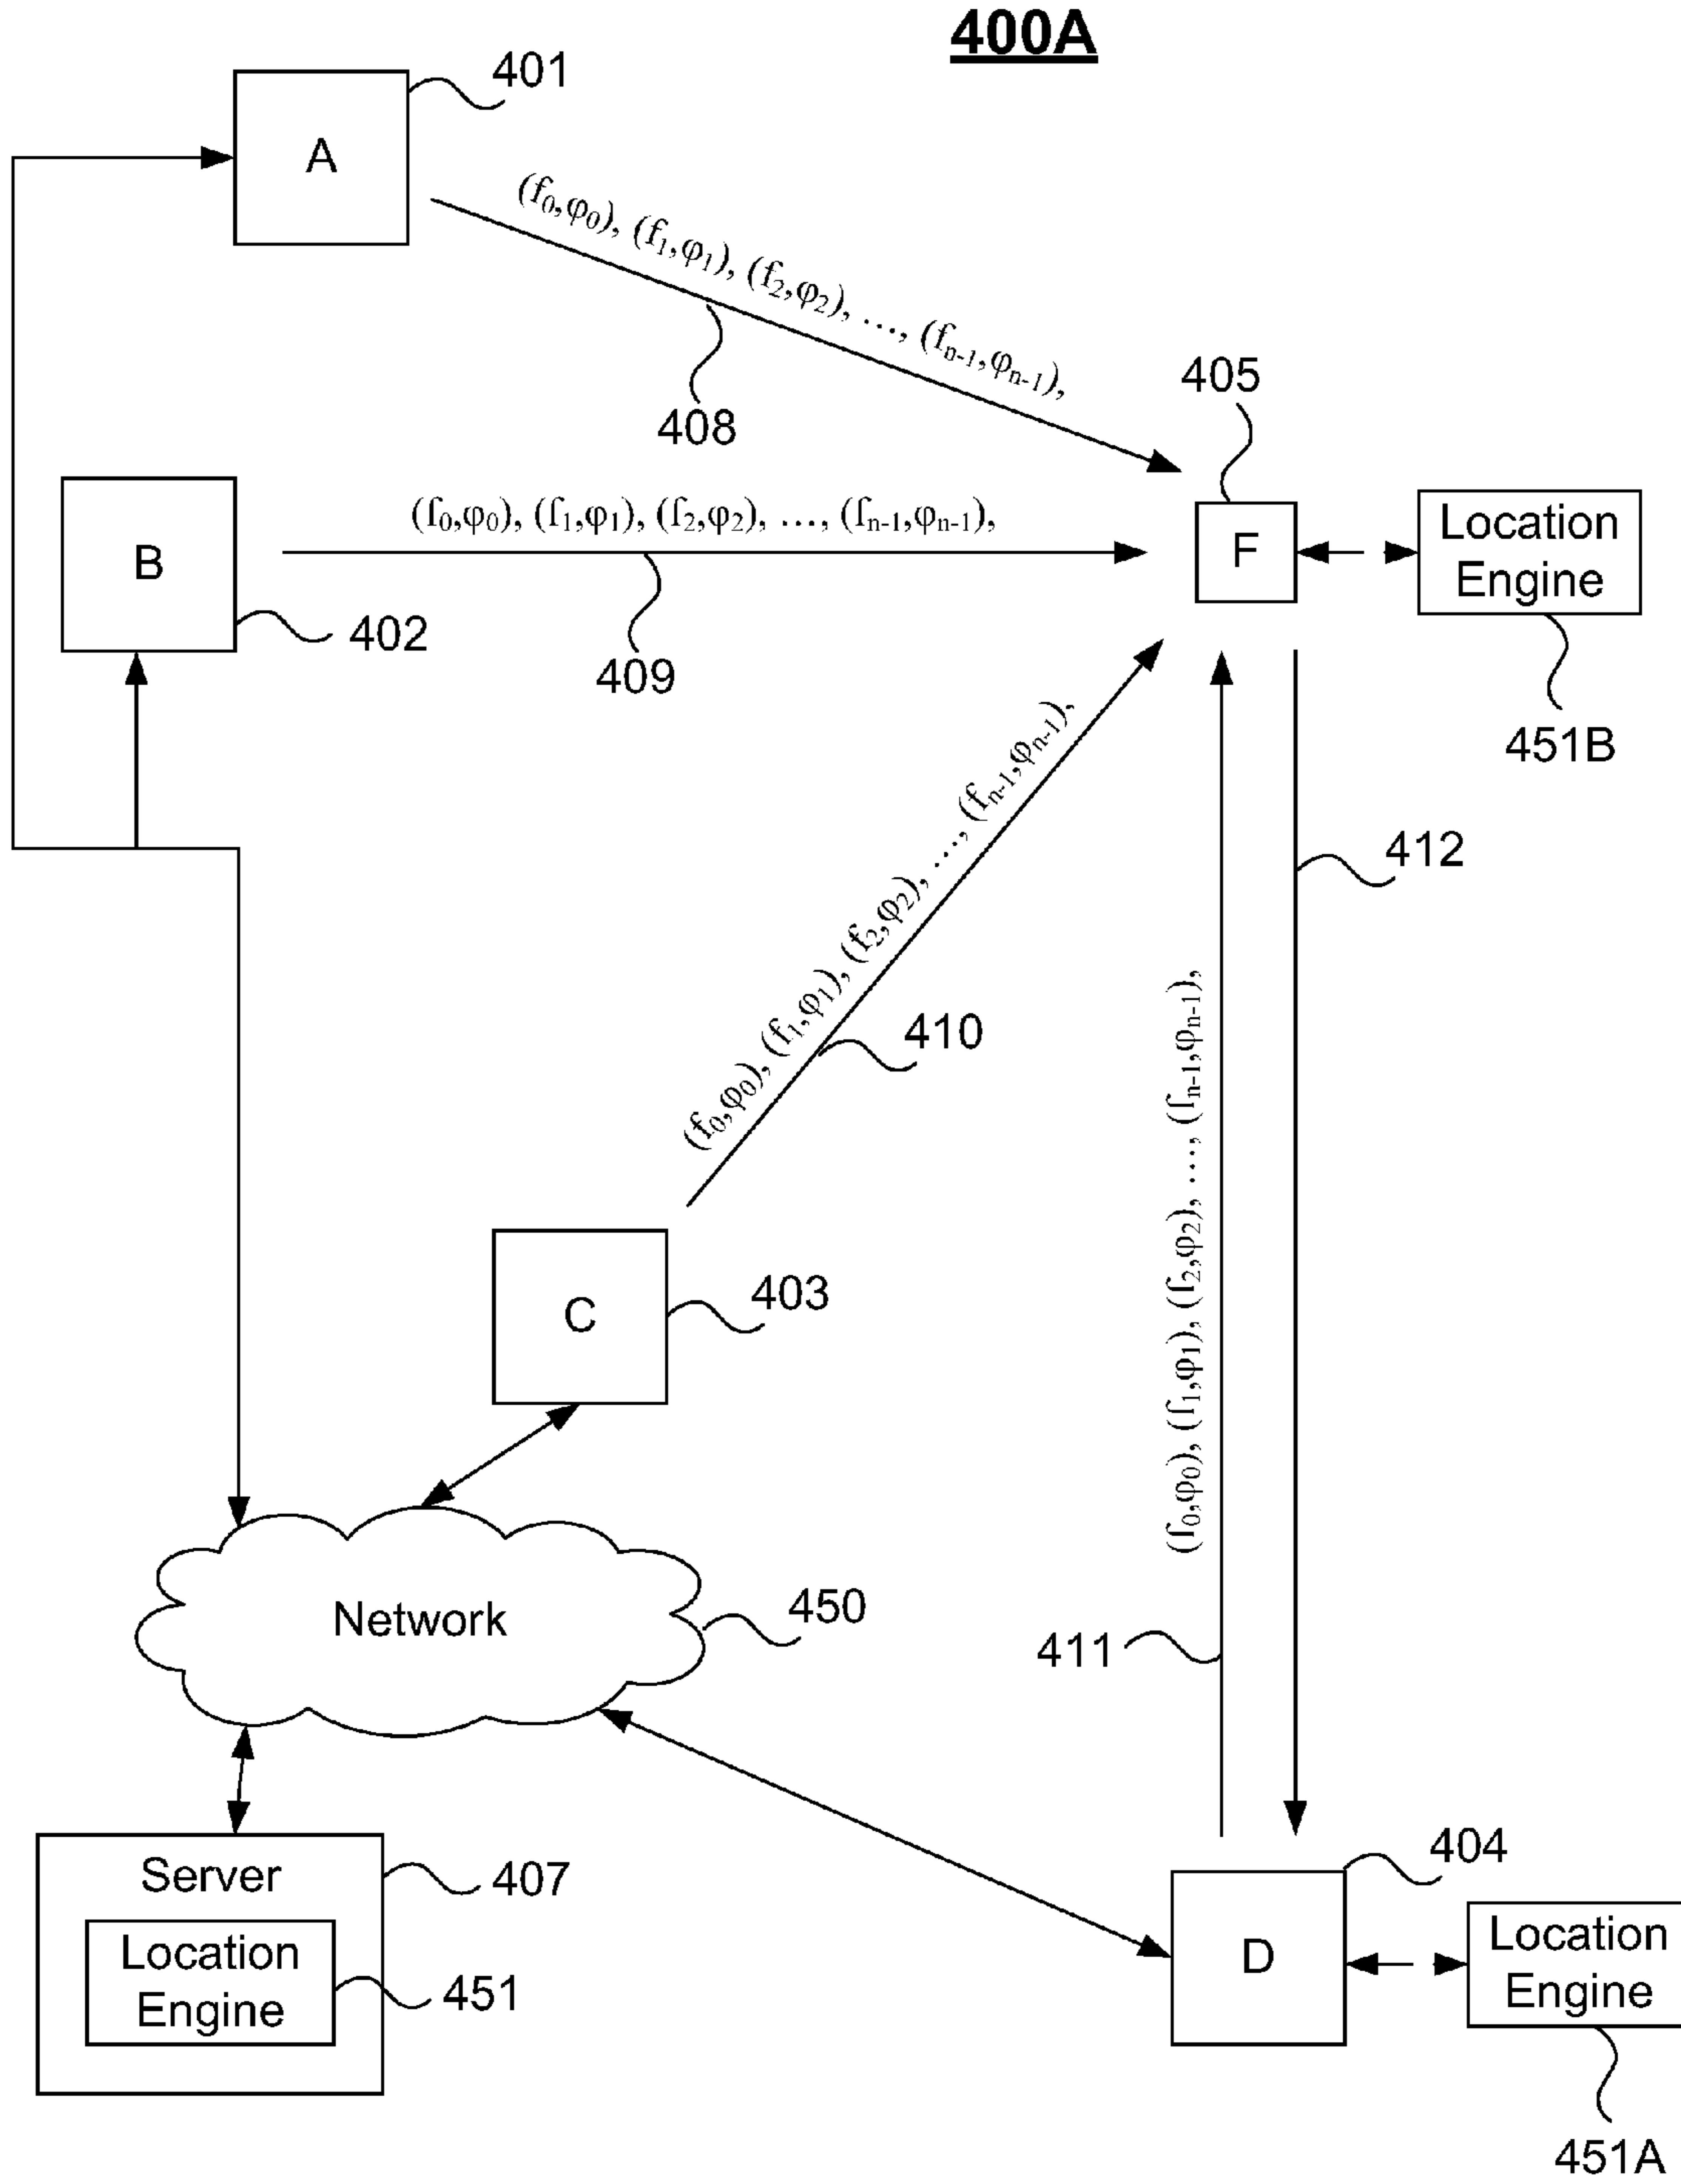 400A
401
A
(f0,φ0), (f1,φ1), (f2,φ2), …, (fn-1,φn-1),
408
405
B
402
(f0,φ0), (f1,φ1), (f2,φ2), …, (fn-1,φn-1),
409
F
Location
Engine
451B
(f0,φ0), (f1,φ1), (f2,φ2), …, (fn-1,φn-1),
410
412
(f0,φ0), (f1,φ1), (f2,φ2), …, (fn-1,φn-1),
411
C
403
Network
450
Server
407
Location
Engine
451
404
D
Location
Engine
451A